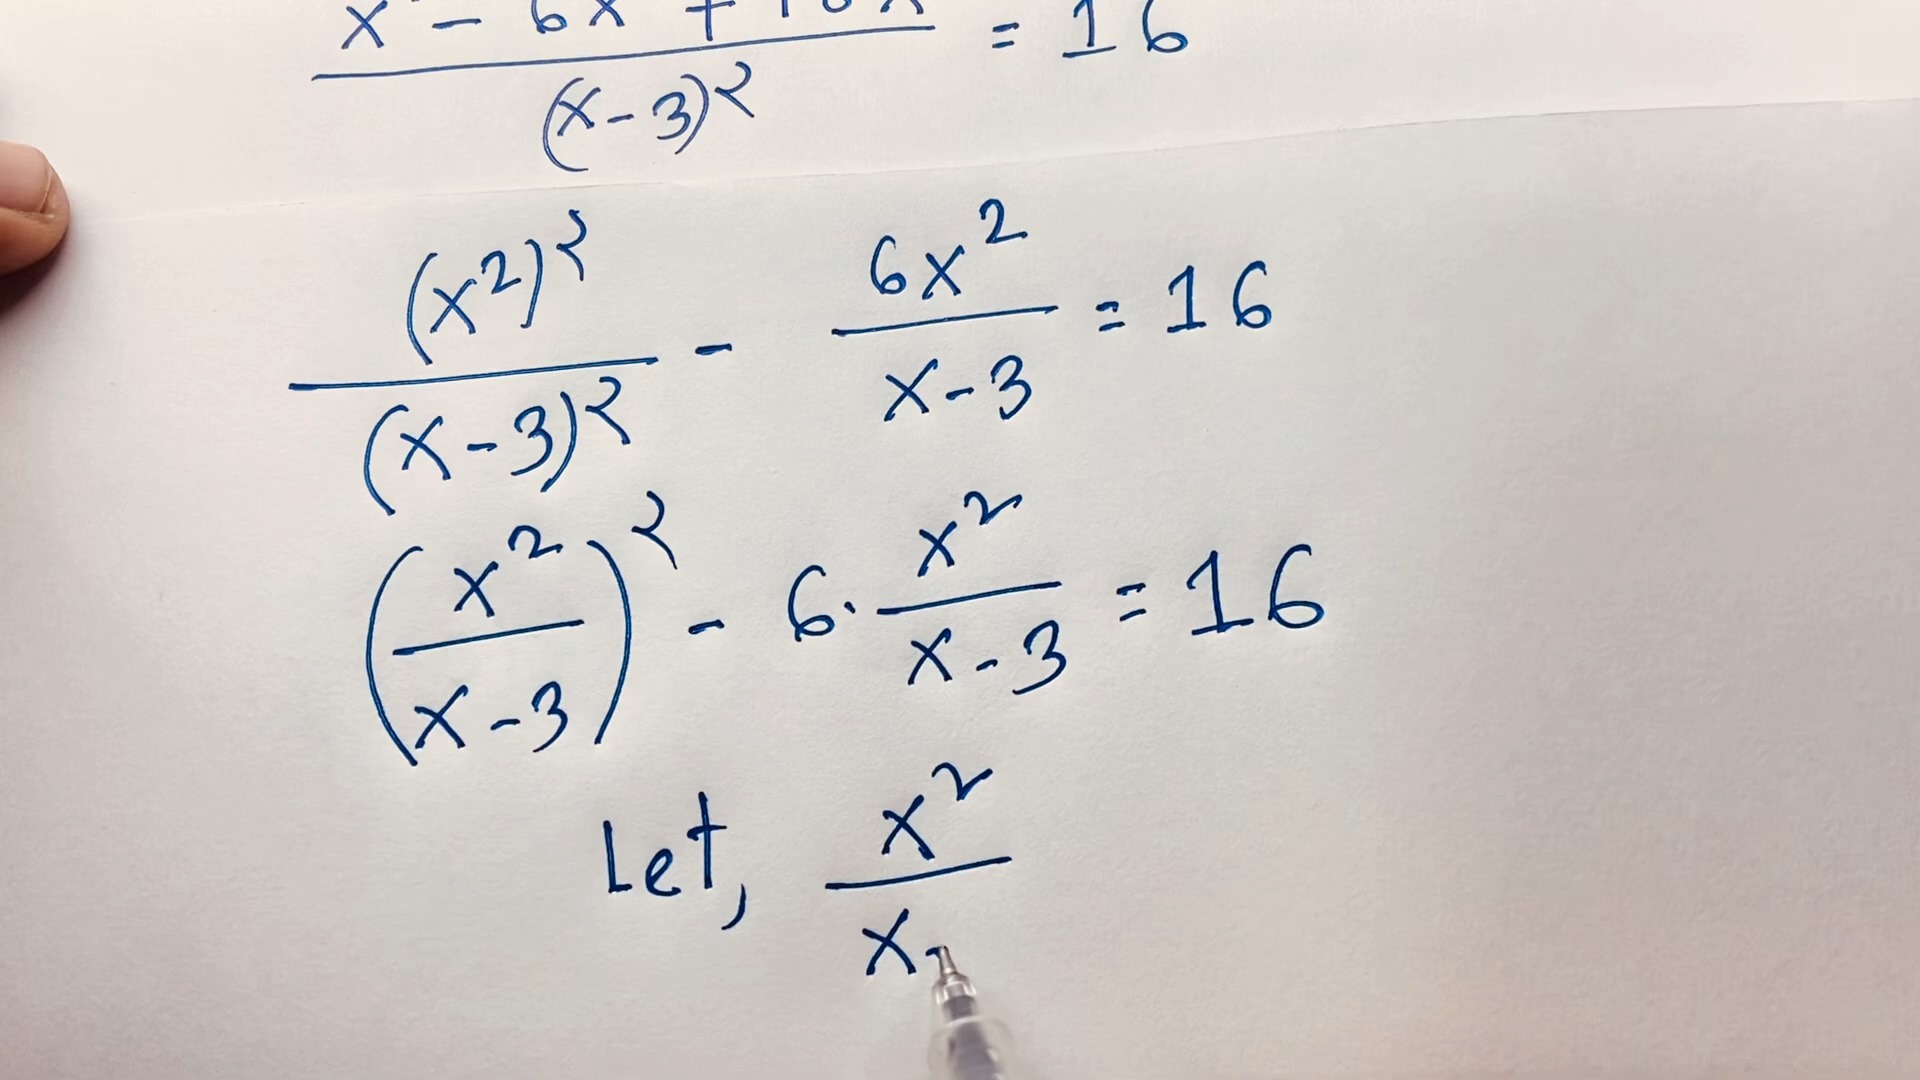 = 16
(x-3)²
(x²)² / (x-3)² - 6x² / x-3 = 16
(x² / x-3)² - 6· x² / x-3 = 16
Let, x² / x-